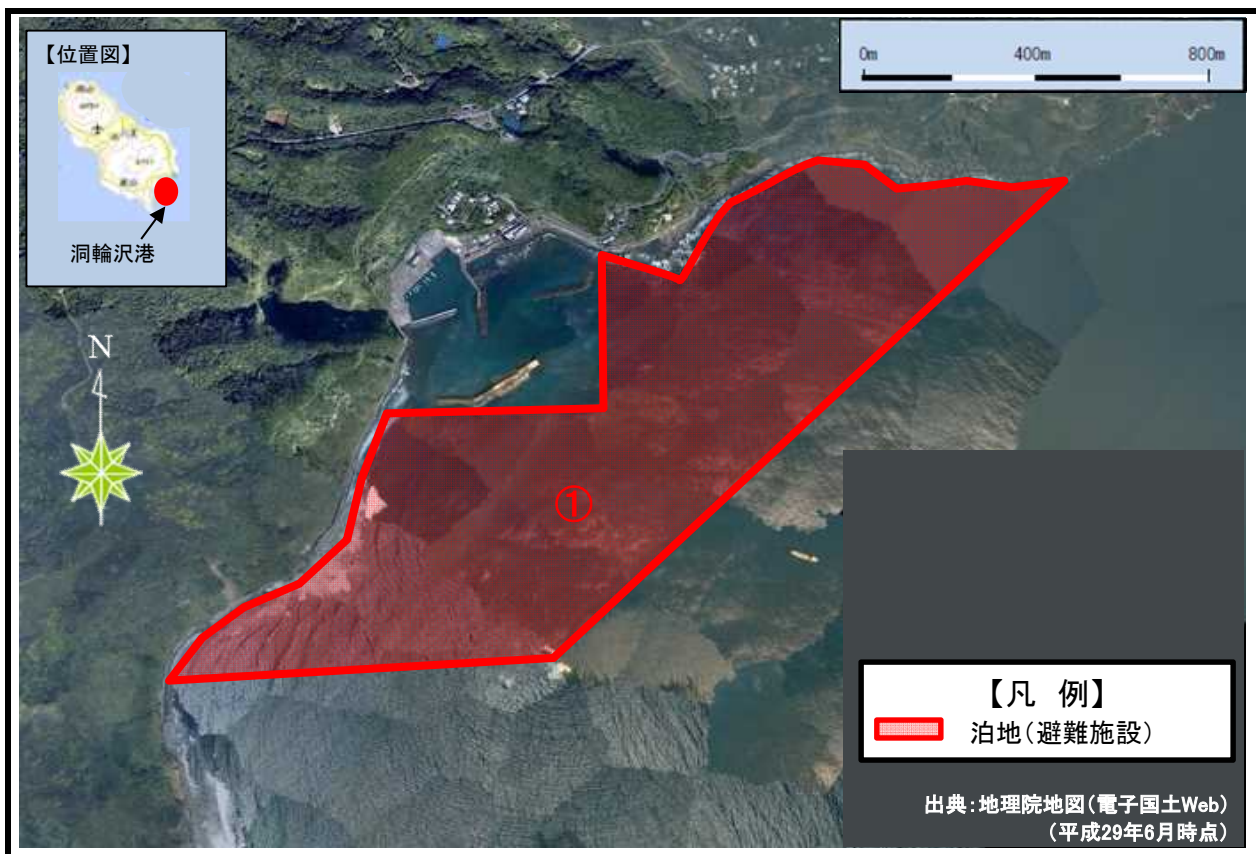 【位置図】
洞輪沢港
0m 400m 800m
N
①
【凡 例】
泊地(避難施設)
出典:地理院地図(電子国土Web)
(平成29年6月時点)